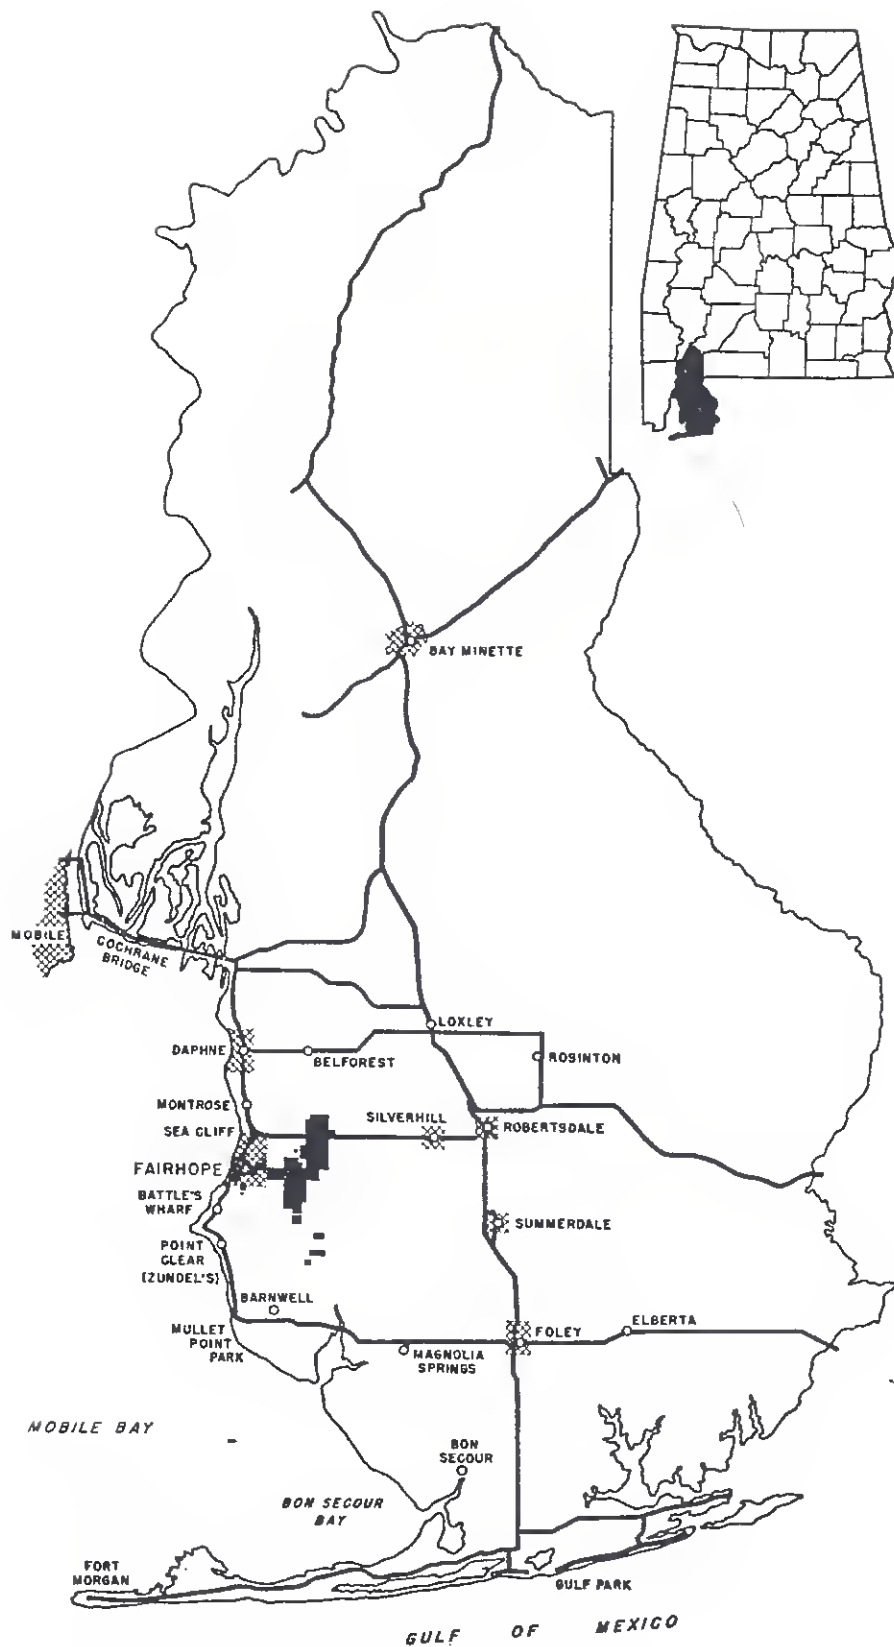 BAY MINETTE
MOBILE
COCHRANE
BRIDGE
LOXLEY
DAPHNE
BELFOREST
ROSINTON
MONTROSE
SILVERHILL
SEA CLIFF
ROBERTSDALE
FAIRHOPE
BATTLE'S
WHARF
SUMMERDALE
POINT
CLEAR
(ZUNDEL'S)
BARNWELL
ELBERTA
MULLET
POINT
PARK
FOLEY
MAGNOLIA
SPRINGS
MOBILE BAY
BON
SECOUR
BON SECOUR
BAY
FORT
MORGAN
GULF PARK
GULF OF MEXICO